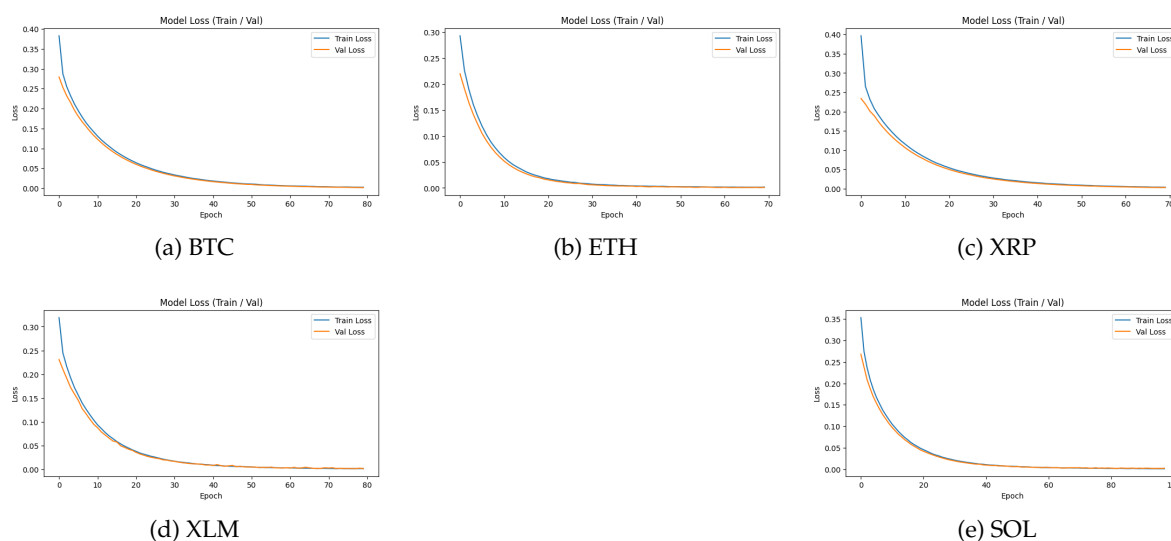 Model Loss (Train / Val)
0.40
0.35
0.30
0.25
0.20
0.15
0.10
0.05
0.00
Loss
Train Loss
Val Loss
0 10 20 30 40 50 60 70 80
Epoch
(a) BTC
Model Loss (Train / Val)
0.30
0.25
0.20
0.15
0.10
0.05
0.00
Loss
Train Loss
Val Loss
0 10 20 30 40 50 60 70
Epoch
(b) ETH
Model Loss (Train / Val)
0.40
0.35
0.30
0.25
0.20
0.15
0.10
0.05
0.00
Loss
Train Loss
Val Loss
0 10 20 30 40 50 60
Epoch
(c) XRP
Model Loss (Train / Val)
0.30
0.25
0.20
0.15
0.10
0.05
0.00
Loss
Train Loss
Val Loss
0 10 20 30 40 50 60 70 80
Epoch
(d) XLM
Model Loss (Train / Val)
0.35
0.30
0.25
0.20
0.15
0.10
0.05
0.00
Loss
Train Loss
Val Loss
0 20 40 60 80
Epoch
(e) SOL